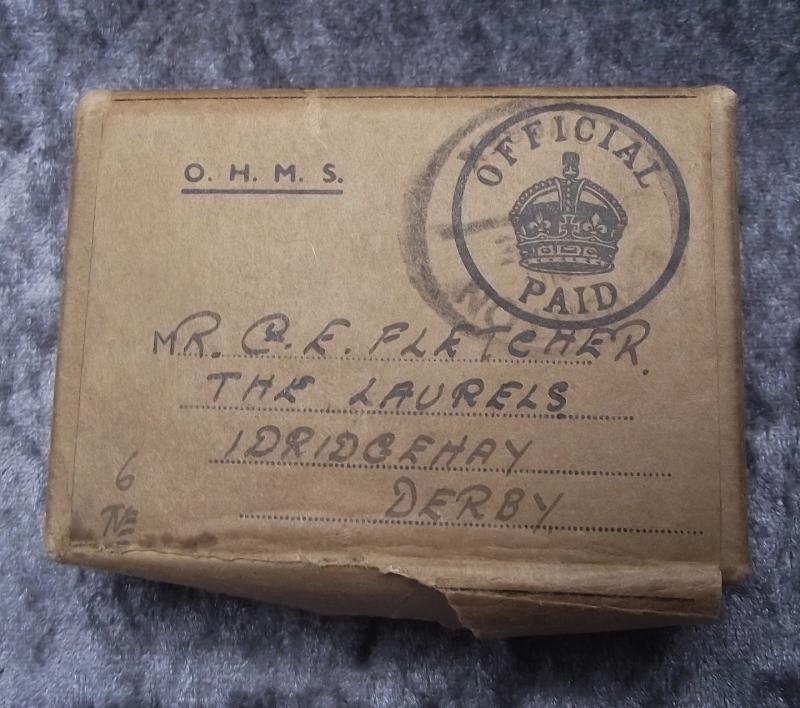 O. H. M. S.
OFFICIAL
PAID
MR. C. E. FLETCHER.
THE LAURELS
IDRIDGEHAY
DERBY
6